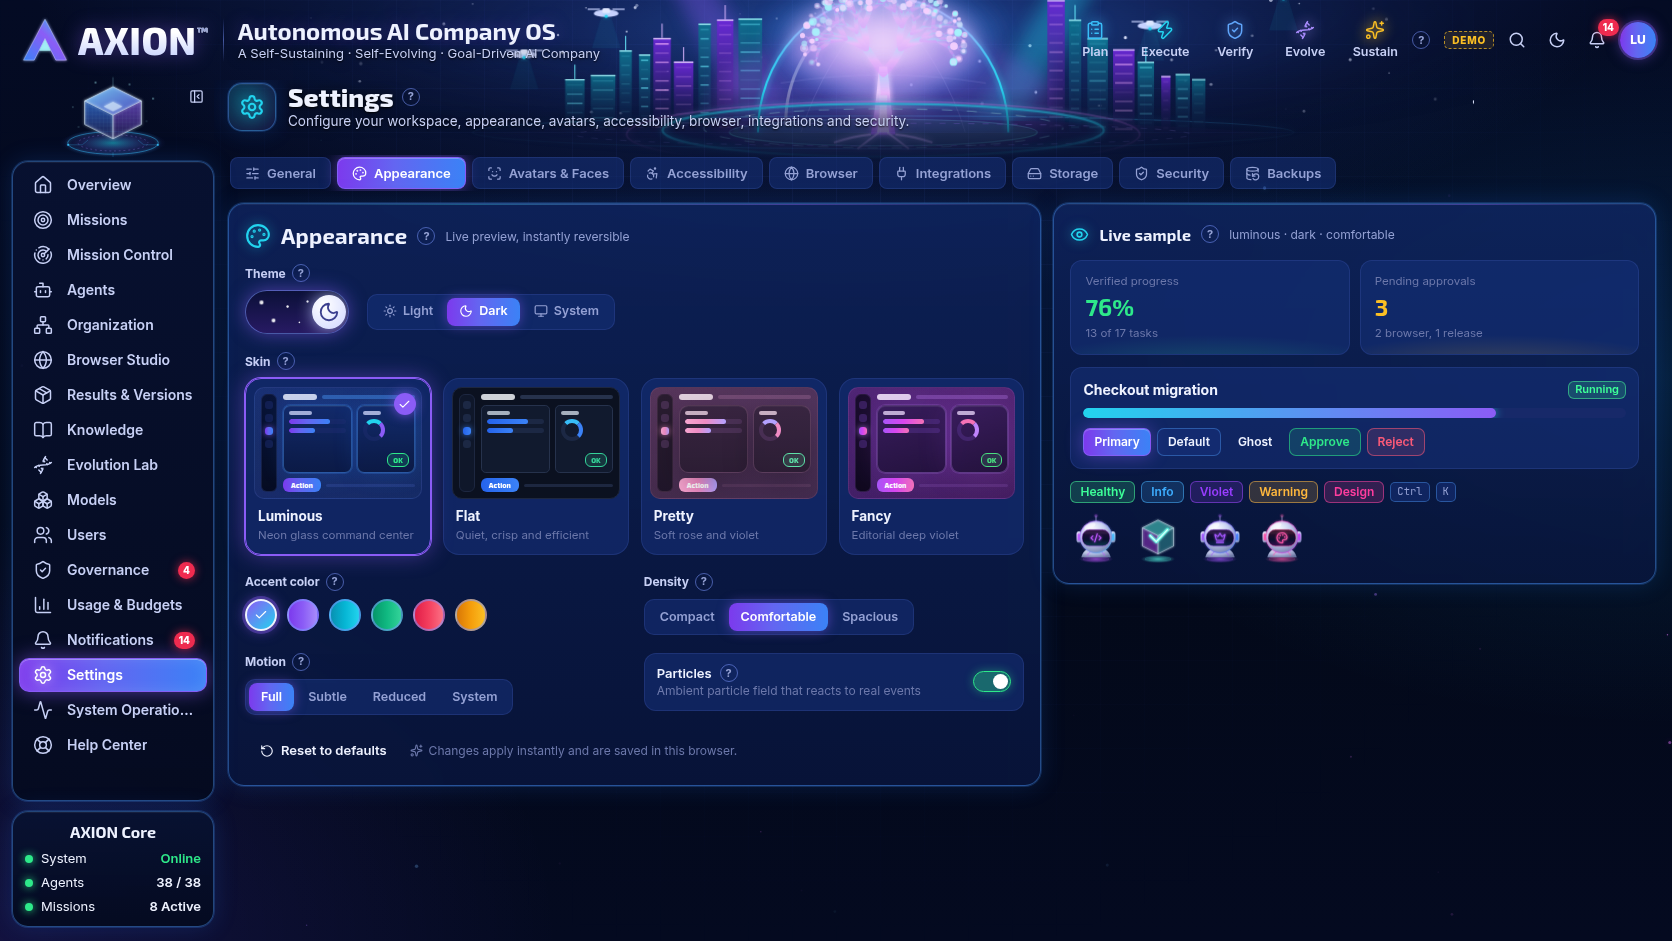 AXION™
Autonomous AI Company OS
A Self-Sustaining · Self-Evolving · Goal-Driven AI Company
Plan
Execute
Verify
Evolve
Sustain
?
DEMO
14
LU
Settings ?
Configure your workspace, appearance, avatars, accessibility, browser, integrations and security.
General
Appearance
Avatars & Faces
Accessibility
Browser
Integrations
Storage
Security
Backups
Overview
Missions
Mission Control
Agents
Organization
Browser Studio
Results & Versions
Knowledge
Evolution Lab
Models
Users
Governance 4
Usage & Budgets
Notifications 14
Settings
System Operatio...
Help Center
AXION Core
System Online
Agents 38 / 38
Missions 8 Active
Appearance ? Live preview, instantly reversible
Theme ?
Light Dark System
Skin ?
OK
Action
Luminous
Neon glass command center
OK
Action
Flat
Quiet, crisp and efficient
OK
Action
Pretty
Soft rose and violet
OK
Action
Fancy
Editorial deep violet
Accent color ?
Density ?
Compact Comfortable Spacious
Motion ?
Full Subtle Reduced System
Particles ?
Ambient particle field that reacts to real events
Reset to defaults
Changes apply instantly and are saved in this browser.
Live sample ? luminous · dark · comfortable
Verified progress
76%
13 of 17 tasks
Pending approvals
3
2 browser, 1 release
Checkout migration Running
Primary Default Ghost Approve Reject
Healthy Info Violet Warning Design Ctrl K